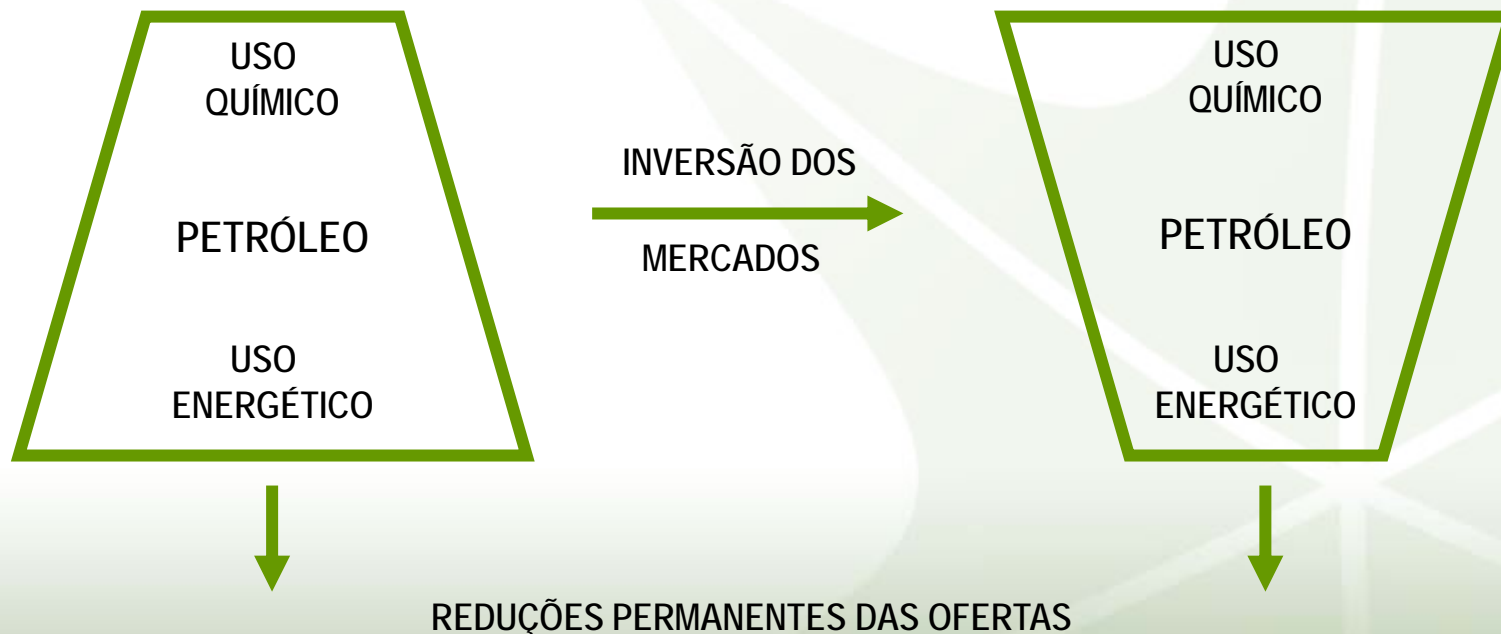 USO
QUÍMICO
PETRÓLEO
USO
ENERGÉTICO
INVERSÃO DOS
MERCADOS
USO
QUÍMICO
PETRÓLEO
USO
ENERGÉTICO
REDUÇÕES PERMANENTES DAS OFERTAS